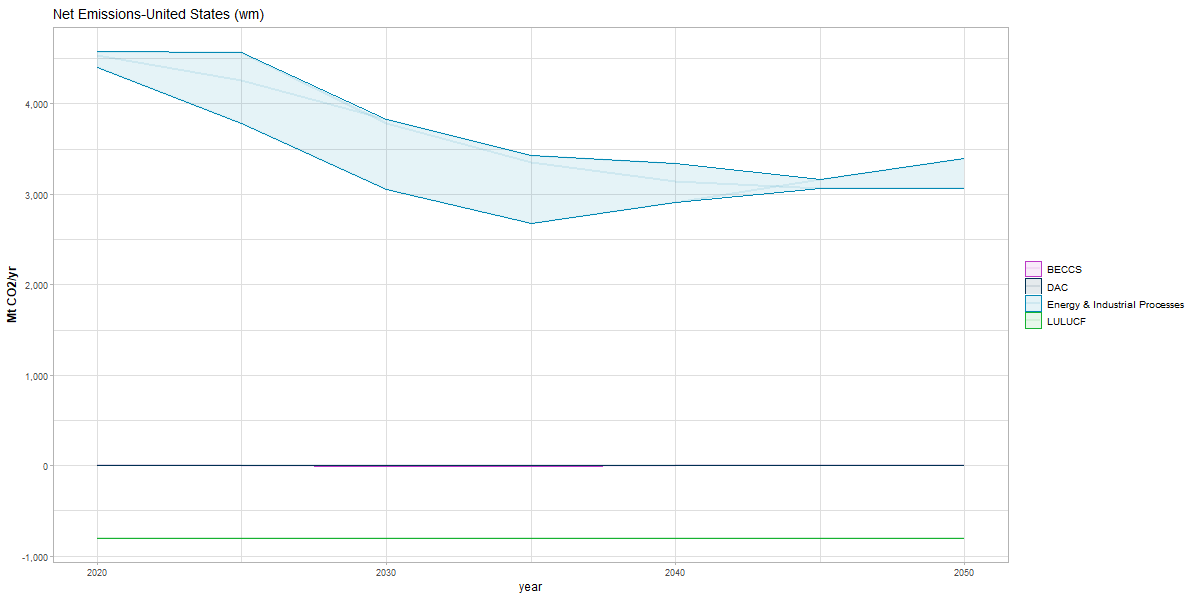 Net Emissions-United States (wm)
Mt CO2/yr
4,000
3,000
2,000
1,000
0
-1,000
2020
2030
2040
2050
year
BECCS
DAC
Energy & Industrial Processes
LULUCF